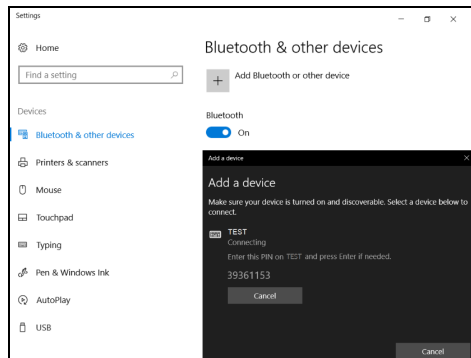 Settings
Home
Find a setting
Devices
Bluetooth & other devices
Printers & scanners
Mouse
Touchpad
Typing
Pen & Windows Ink
AutoPlay
USB
Bluetooth & other devices
Add Bluetooth or other device
Bluetooth
On
Add a device
Add a device
Make sure your device is turned on and discoverable. Select a device below to
connect.
TEST
Connecting
Enter this PIN on TEST and press Enter if needed.
39361153
Cancel
Cancel